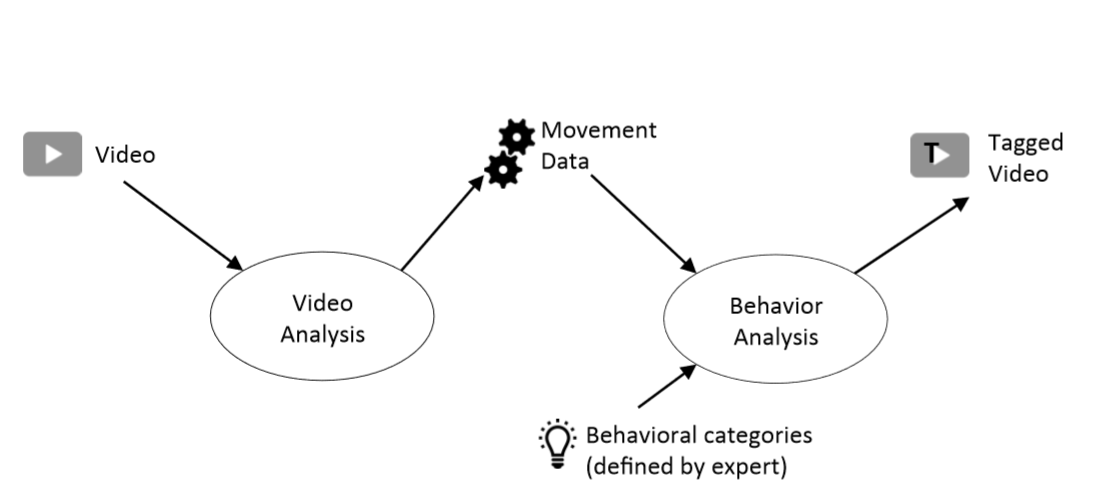 Video
Movement
Data
T
Tagged
Video
Video
Analysis
Behavior
Analysis
Behavioral categories
(defined by expert)